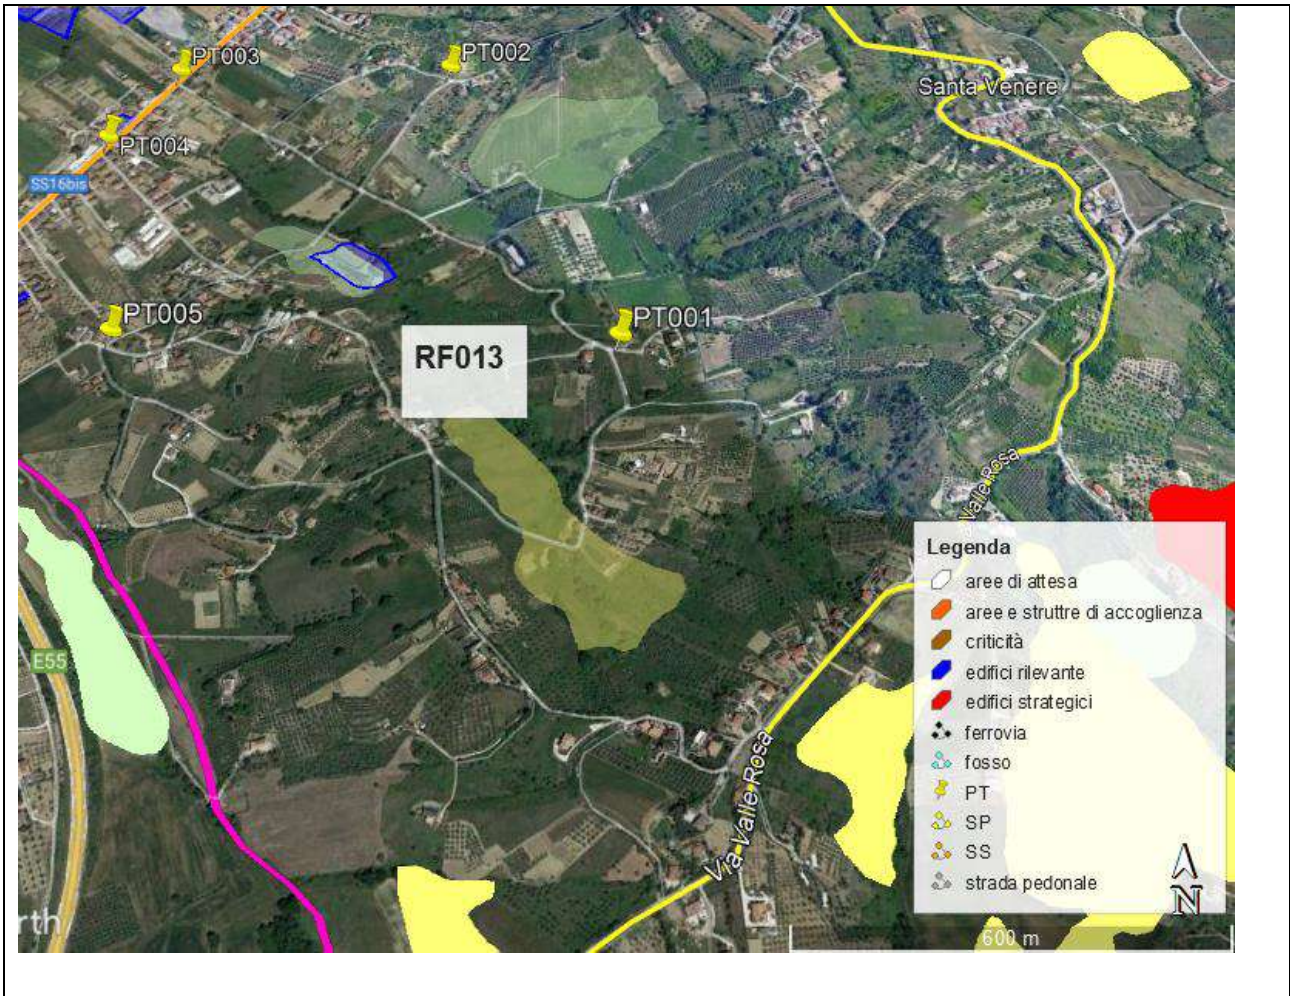 PT003
PT002
Santa Venere
PT004
SS16bis
PT005
PT001
RF013
Valle Rosa
E55
Via Valle Rosa
Legenda
aree di attesa
aree e struttre di accoglienza
criticità
edifici rilevante
edifici strategici
ferrovia
fosso
PT
SP
SS
strada pedonale
N
rth
600 m